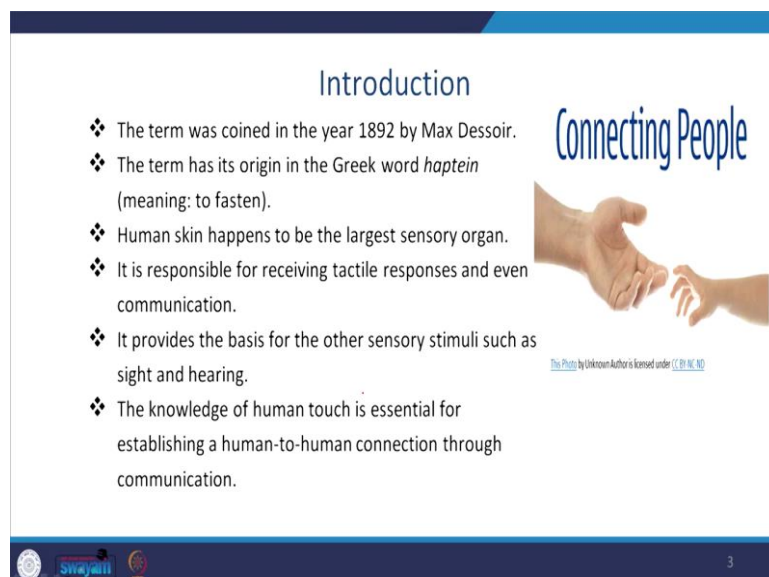 Introduction
❖ The term was coined in the year 1892 by Max Dessoir.
❖ The term has its origin in the Greek word haptein
(meaning: to fasten).
❖ Human skin happens to be the largest sensory organ.
❖ It is responsible for receiving tactile responses and even
communication.
❖ It provides the basis for the other sensory stimuli such as
sight and hearing.
❖ The knowledge of human touch is essential for
establishing a human-to-human connection through
communication.
Connecting People
This Photo by Unknown Author is licensed under CC BY-NC-ND
swayam
3